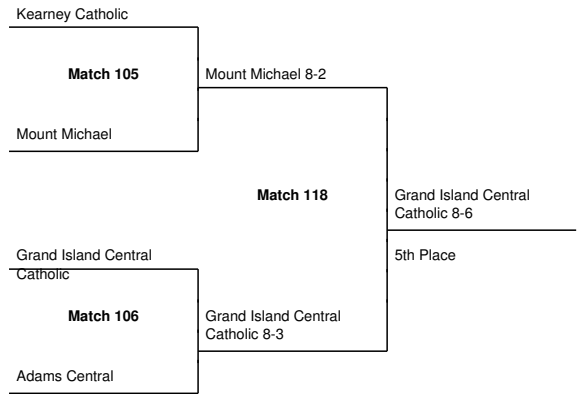 Kearney Catholic
Match 105
Mount Michael 8-2
Mount Michael
Match 118
Grand Island Central
Catholic 8-6
Grand Island Central
Catholic
5th Place
Match 106
Grand Island Central
Catholic 8-3
Adams Central